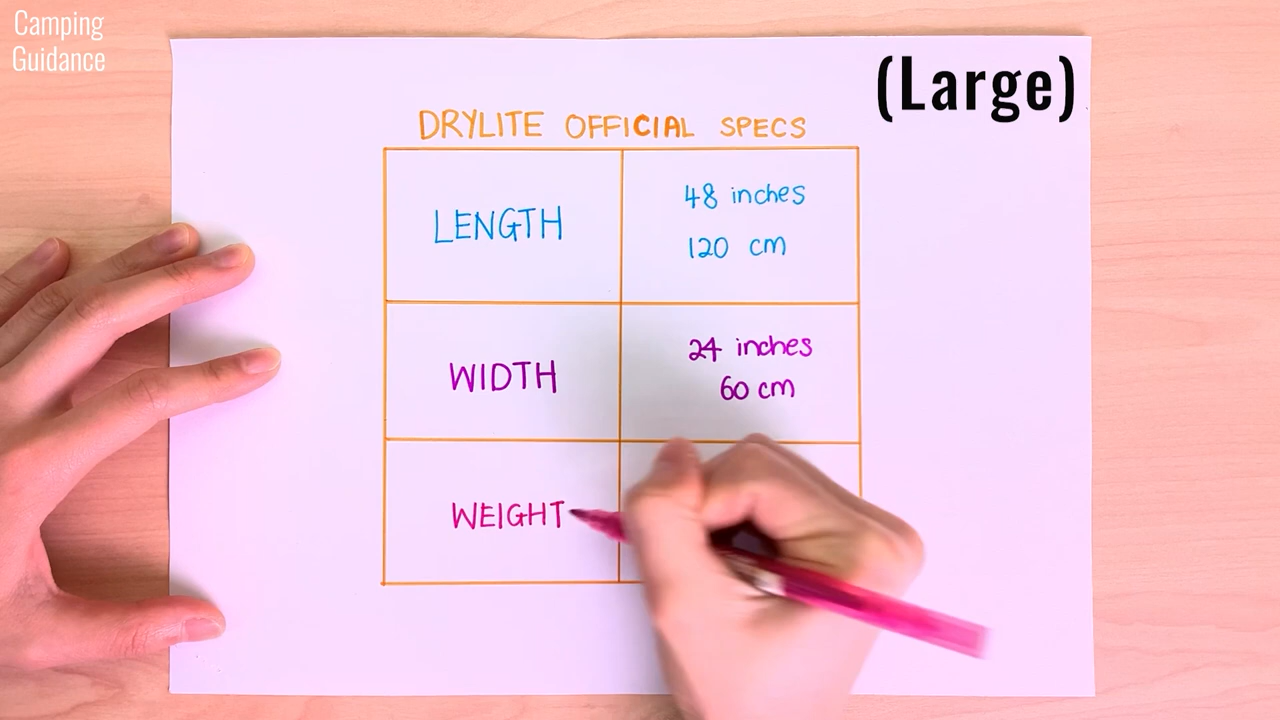 Camping
Guidance
(Large)
DRYLITE OFFICIAL SPECS
LENGTH
48 inches
120 cm
WIDTH
24 inches
60 cm
WEIGHT